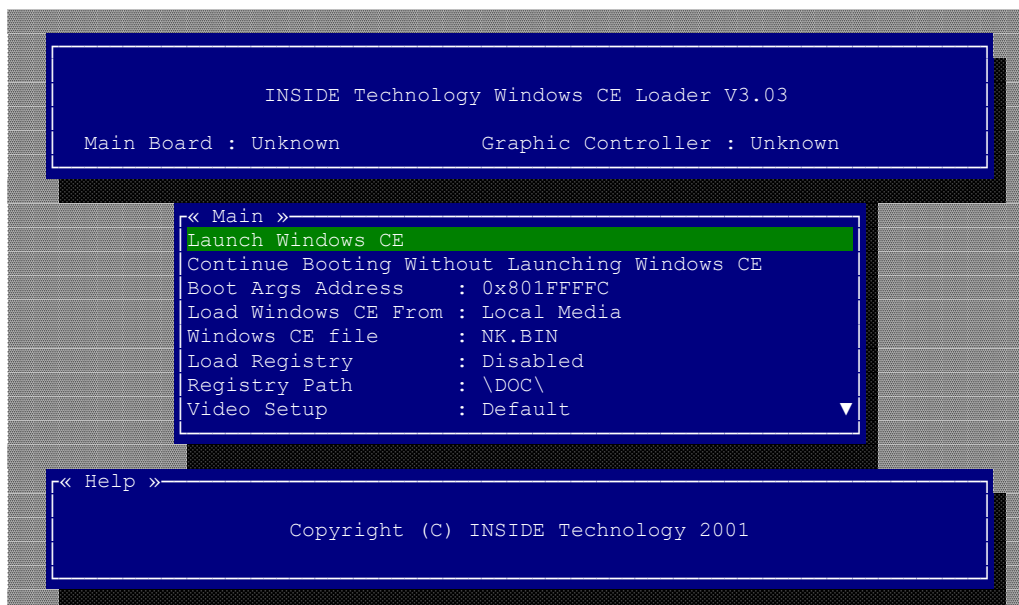 INSIDE Technology Windows CE Loader V3.03
Main Board : Unknown Graphic Controller : Unknown
« Main »
Launch Windows CE
Continue Booting Without Launching Windows CE
Boot Args Address : 0x801FFFFC
Load Windows CE From : Local Media
Windows CE file : NK.BIN
Load Registry : Disabled
Registry Path : \DOC\
Video Setup : Default ▼
« Help »
Copyright (C) INSIDE Technology 2001